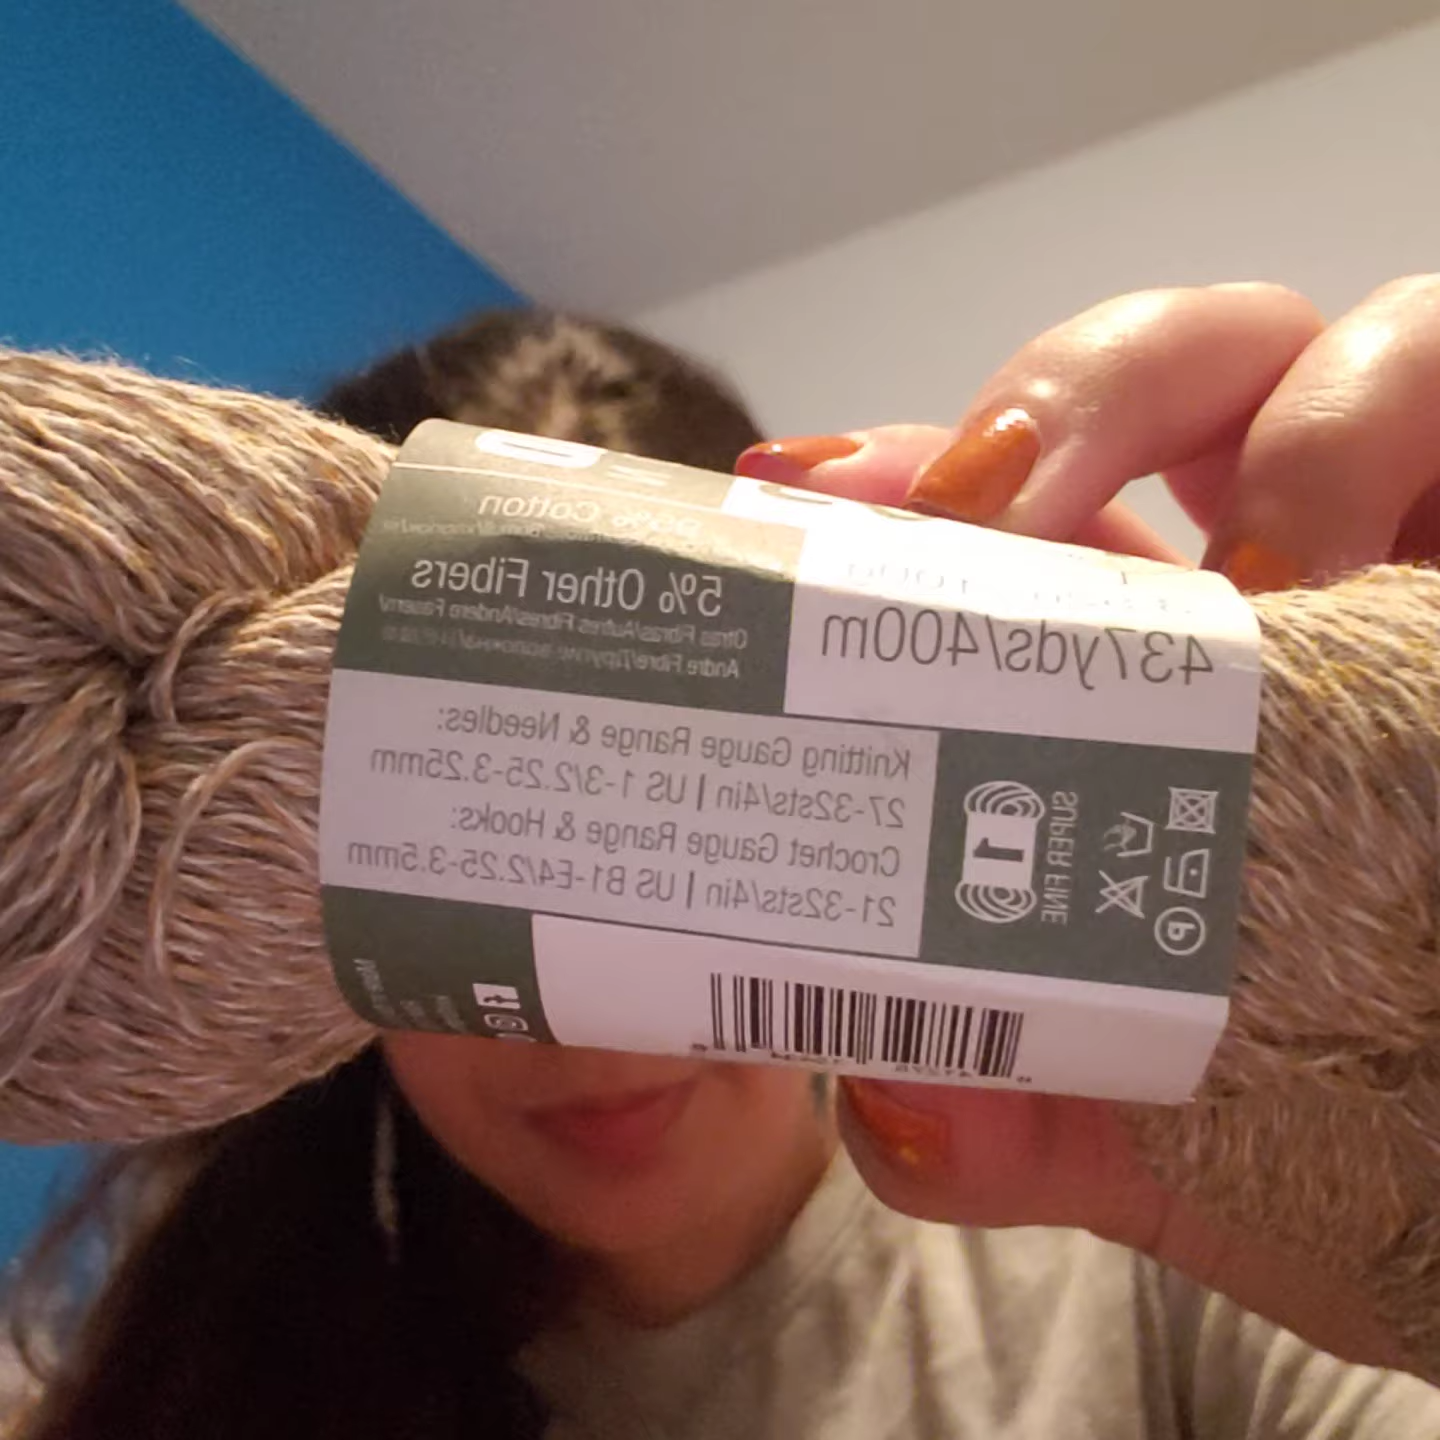 95% Cotton
5% Other Fibers
Otras Fibras/Autres Fibres/Andere Fasern/
437yds/400m
Knitting Gauge Range & Needles:
27-32sts/4in | US 1-3/2.25-3.25mm
Crochet Gauge Range & Hooks:
21-32sts/4in | US B1-E4/2.25-3.5mm
1
SUPER FINE
P